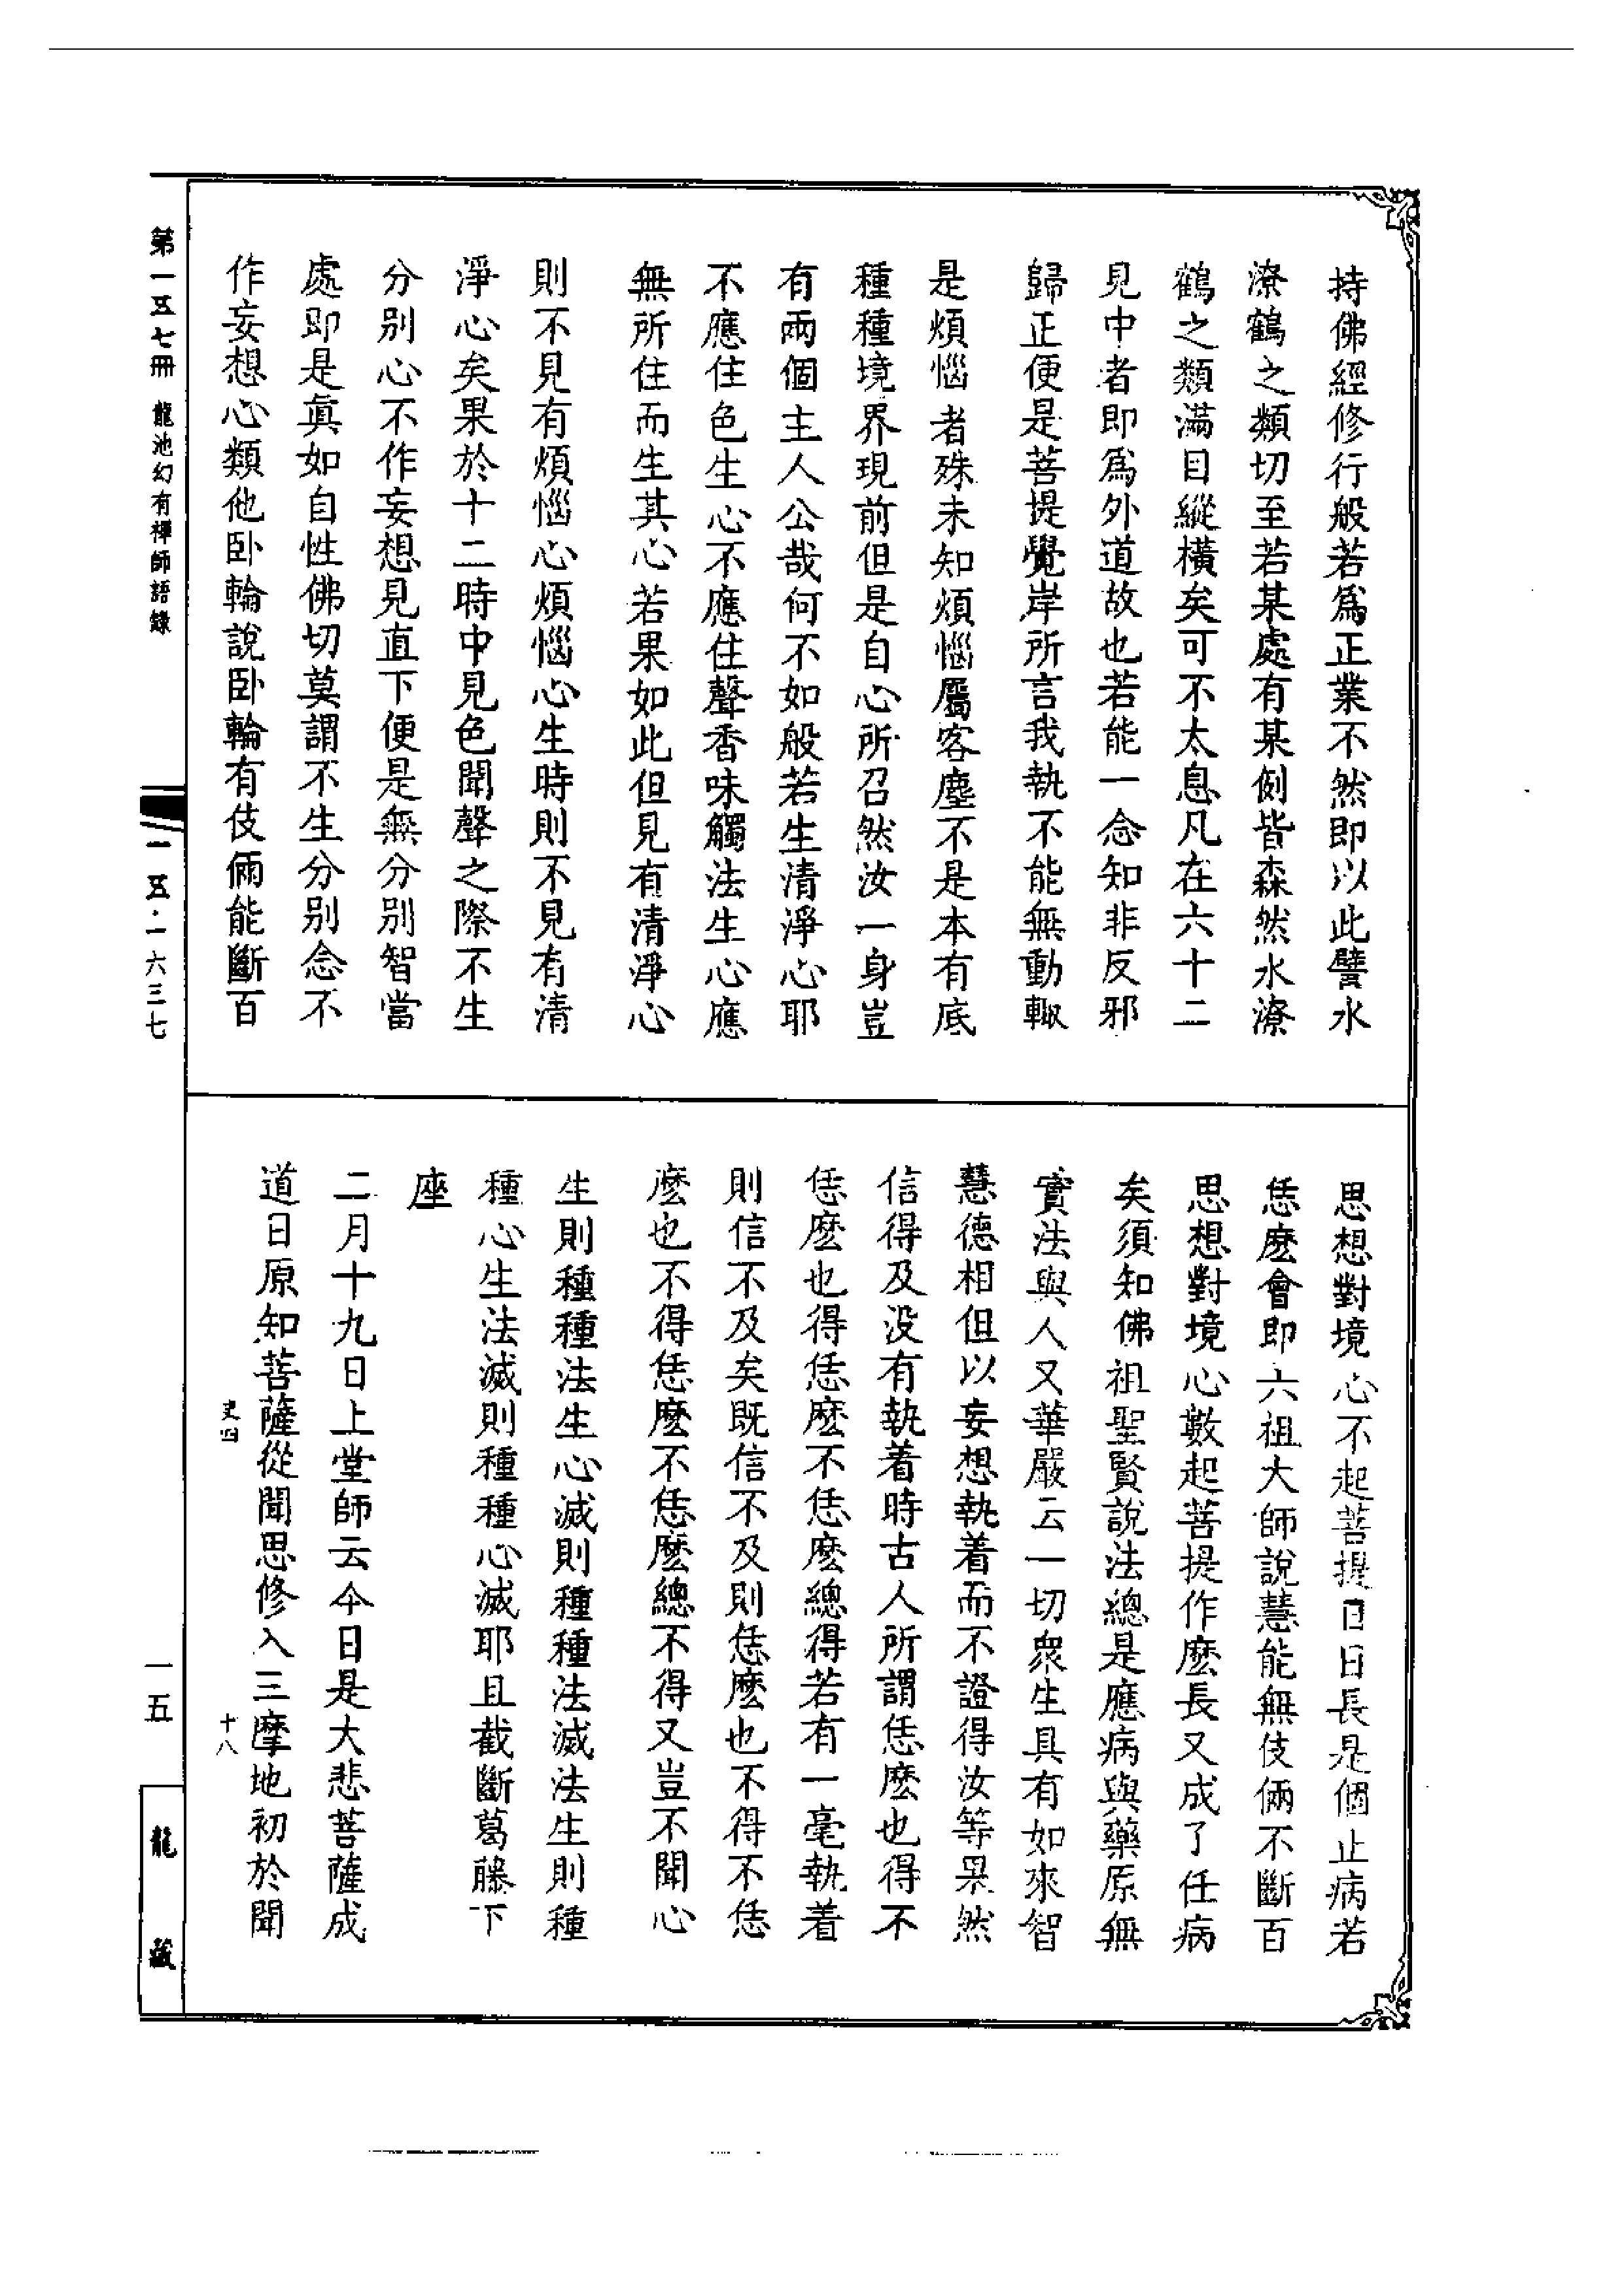 持佛經修行般若爲正業不然即以此譬水
潦鶴之類切至若某處有某例皆森然水潦
鶴之類滿目縱橫矣可不太息凡在六十二
見中者即爲外道故也若能一念知非反邪
歸正便是菩提覺岸所言我執不能無動輙
是煩惱者殊未知煩惱屬客塵不是本有底
種種境界現前但是自心所召然汝一身豈
有兩個主人公哉何不如般若生清淨心耶
不應住色生心不應住聲香味觸法生心應
無所住而生其心若果如此但見有清淨心
則不見有煩惱心煩惱心生時則不見有清
淨心矣果於十二時中見色聞聲之際不生
分別心不作妄想見直下便是無分別智當
處即是眞如自性佛切莫謂不生分別念不
作妄想心類他卧輪說卧輪有伎倆能斷百
思想對境心不起菩提日日長是個止病若
恁麽會即六祖大師說慧能無伎倆不斷百
思想對境心數起菩提作麽長又成了任病
矣須知佛祖聖賢說法總是應病與藥原無
實法與人又華嚴云一切衆生具有如來智
慧德相但以妄想執着而不證得汝等果然
信得及没有執着時古人所謂恁麽也得不
恁麽也得恁麽不恁麽總得若有一毫執着
則信不及矣既信不及則恁麽也不得不恁
麽也不得恁麽不恁麽總不得又豈不聞心
生則種種法生心滅則種種法滅法生則種
種心生法滅則種種心滅耶且截斷葛藤下
座
二月十九日上堂師云今日是大悲菩薩成
道日原知菩薩從聞思修入三摩地初於聞
史四
十八
第一五七冊
龍池幻有禪師語錄
一五·一六三七
一五
龍藏